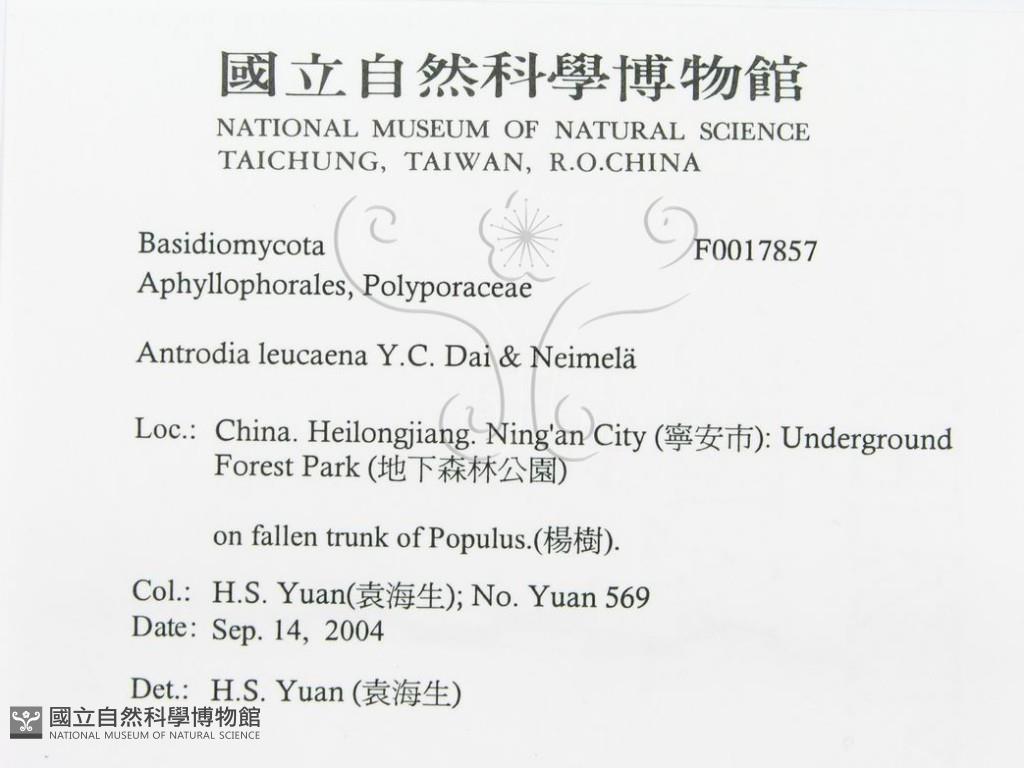 國立自然科學博物館
NATIONAL MUSEUM OF NATURAL SCIENCE
TAICHUNG, TAIWAN, R.O.CHINA
Basidiomycota F0017857
Aphyllophorales, Polyporaceae
Antrodia leucaena Y.C. Dai & Neimelä
Loc.: China. Heilongjiang. Ning'an City (寧安市): Underground
Forest Park (地下森林公園)
on fallen trunk of Populus.(楊樹).
Col.: H.S. Yuan(袁海生); No. Yuan 569
Date: Sep. 14, 2004
Det.: H.S. Yuan (袁海生)
國立自然科學博物館
NATIONAL MUSEUM OF NATURAL SCIENCE